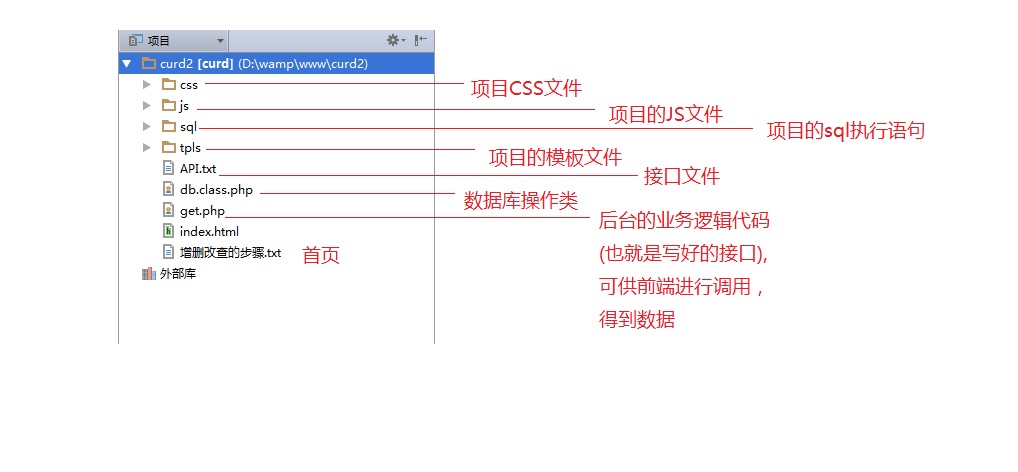 项目
curd2 [curd] (D:\wamp\www\curd2)
css
项目CSS文件
js
项目的JS文件
sql
项目的sql执行语句
tpls
项目的模板文件
API.txt
接口文件
db.class.php
数据库操作类
get.php
后台的业务逻辑代码
(也就是写好的接口),
可供前端进行调用，
得到数据
index.html
增删改查的步骤.txt
首页
外部库